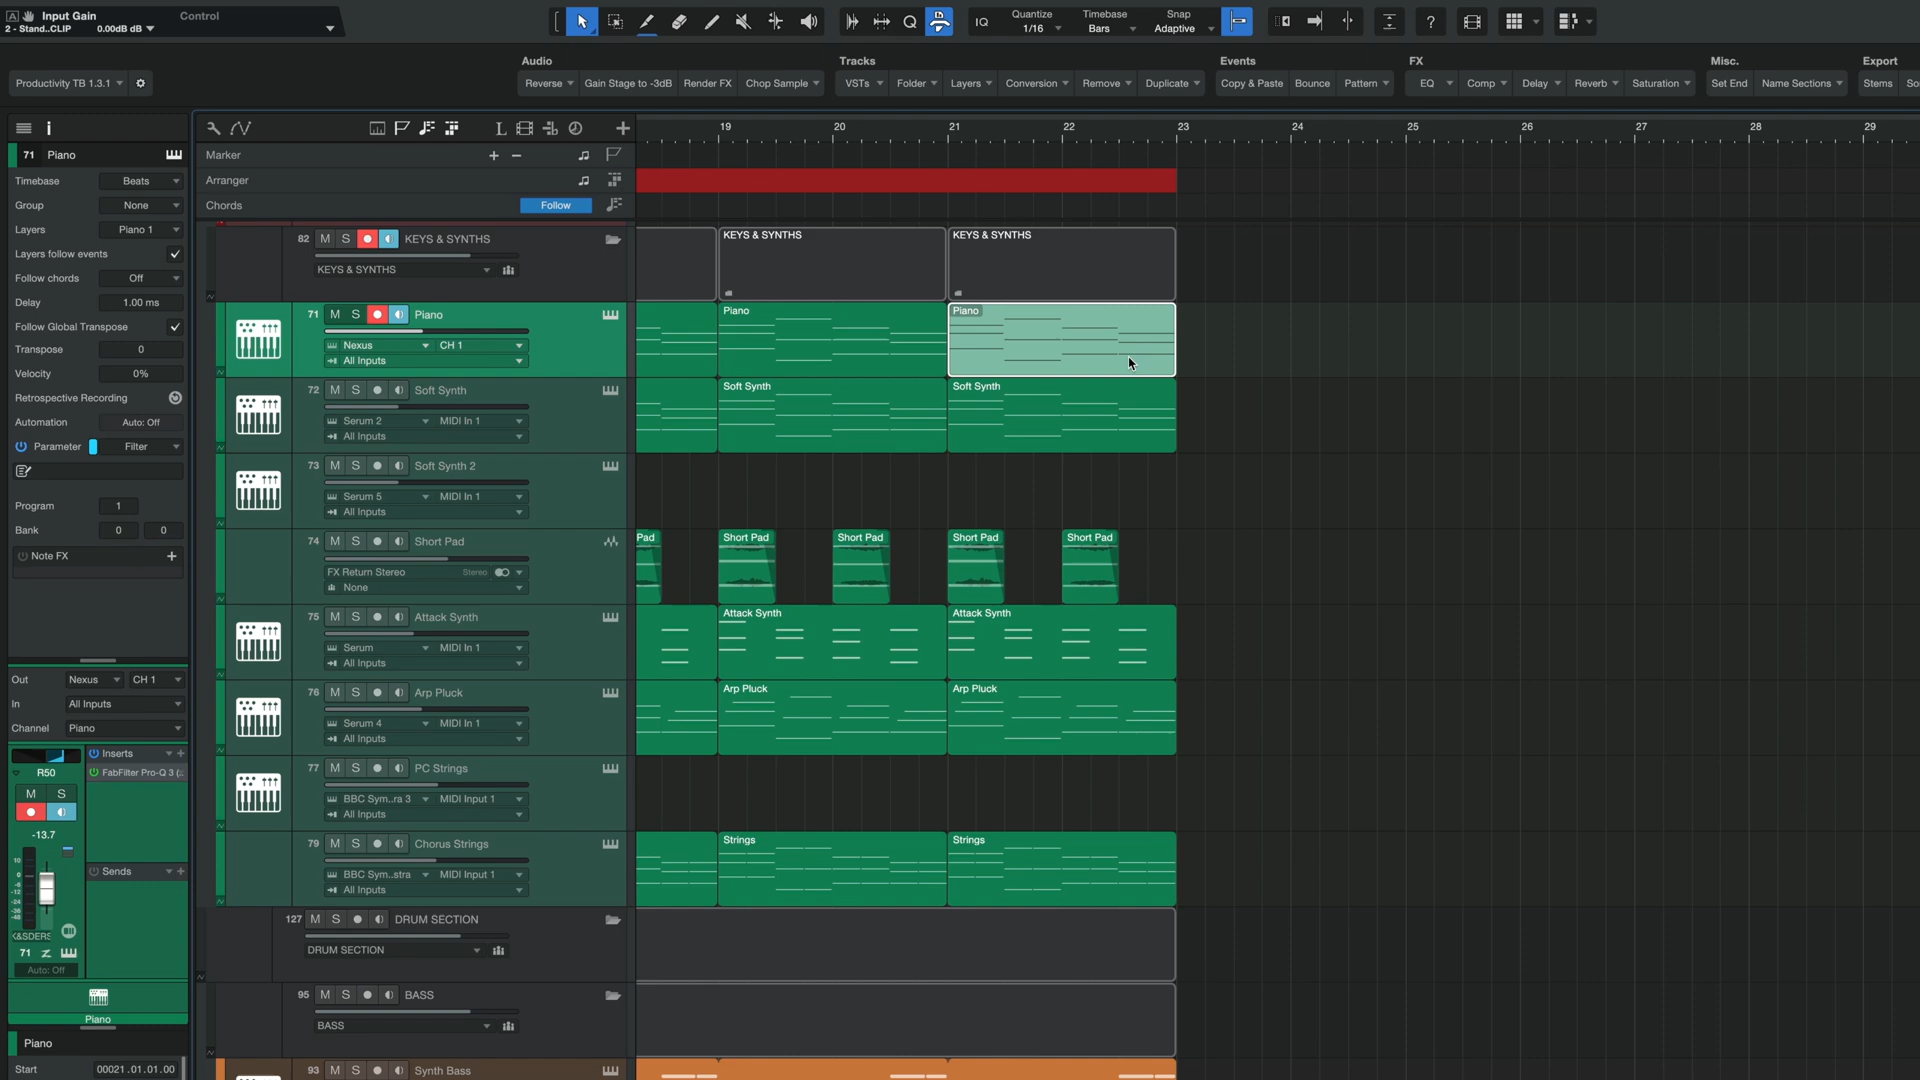 Input Gain
Control
2 - Stand..CLIP 0.00dB dB
IQ
Quantize
1/16
Timebase
Bars
Snap
Adaptive
?
Productivity TB 1.3.1
Audio
Reverse
Gain Stage to -3dB
Render FX
Chop Sample
Tracks
VSTs
Folder
Layers
Conversion
Remove
Duplicate
Events
Copy & Paste
Bounce
Pattern
FX
EQ
Comp
Delay
Reverb
Saturation
Misc.
Set End
Name Sections
Export
Stems
So
71 Piano
Timebase Beats
Group None
Layers Piano 1
Layers follow events
Follow chords Off
Delay 1.00 ms
Follow Global Transpose
Transpose 0
Velocity 0%
Retrospective Recording
Automation Auto: Off
Parameter Filter
Program 1
Bank 0 0
Note FX
Out Nexus CH 1
In All Inputs
Channel Piano
Inserts
R50
FabFilter Pro-Q 3 (..
M S
-13.7
Sends
10
0
-6
-12
-24
-36
-48
71
Auto: Off
Piano
Piano
Start 00021.01.01.00
19 20 21 22 23 24 25 26 27 28 29
Marker
Arranger
Chords Follow
82 M S KEYS & SYNTHS
KEYS & SYNTHS
KEYS & SYNTHS
KEYS & SYNTHS
71 M S Piano
Nexus CH 1
All Inputs
Piano
Piano
72 M S Soft Synth
Serum 2 MIDI In 1
All Inputs
Soft Synth
Soft Synth
73 M S Soft Synth 2
Serum 5 MIDI In 1
All Inputs
74 M S Short Pad
FX Return Stereo Stereo
None
Pad
Short Pad
Short Pad
Short Pad
Short Pad
75 M S Attack Synth
Serum MIDI In 1
All Inputs
Attack Synth
Attack Synth
76 M S Arp Pluck
Serum 4 MIDI In 1
All Inputs
Arp Pluck
Arp Pluck
77 M S PC Strings
BBC Sym..ra 3 MIDI Input 1
All Inputs
79 M S Chorus Strings
BBC Sym..stra MIDI Input 1
All Inputs
Strings
Strings
127 M S DRUM SECTION
DRUM SECTION
95 M S BASS
BASS
93 M S Synth Bass